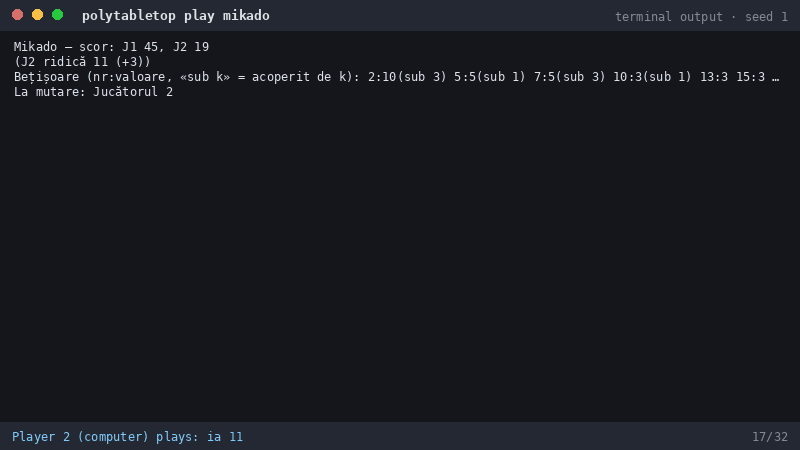 polytabletop play mikado
terminal output · seed 1
Mikado — scor: J1 45, J2 19
(J2 ridică 11 (+3))
Bețișoare (nr:valoare, «sub k» = acoperit de k): 2:10(sub 3) 5:5(sub 1) 7:5(sub 3) 10:3(sub 1) 13:3 15:3 …
La mutare: Jucătorul 2
Player 2 (computer) plays: ia 11
17/32